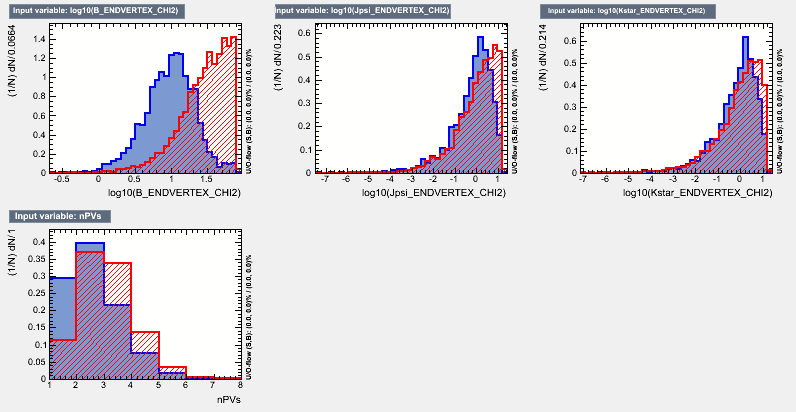 Input variable: log10(B_ENDVERTEX_CHI2)
(1/N) dN/0.0664
1.4
1.2
1
0.8
0.6
0.4
0.2
0
-0.5 0 0.5 1 1.5
log10(B_ENDVERTEX_CHI2)
U/O-flow (S,B): (0.0, 0.0)% / (0.0, 0.0)%
Input variable: log10(Jpsi_ENDVERTEX_CHI2)
(1/N) dN/0.223
0.6
0.5
0.4
0.3
0.2
0.1
0
-7 -6 -5 -4 -3 -2 -1 0 1
log10(Jpsi_ENDVERTEX_CHI2)
U/O-flow (S,B): (0.0, 0.0)% / (0.0, 0.0)%
Input variable: log10(Kstar_ENDVERTEX_CHI2)
(1/N) dN/0.214
0.6
0.5
0.4
0.3
0.2
0.1
0
-7 -6 -5 -4 -3 -2 -1 0 1
log10(Kstar_ENDVERTEX_CHI2)
U/O-flow (S,B): (0.0, 0.0)% / (0.0, 0.0)%
Input variable: nPVs
(1/N) dN/1
0.4
0.35
0.3
0.25
0.2
0.15
0.1
0.05
0
1 2 3 4 5 6 7 8
nPVs
U/O-flow (S,B): (0.0, 0.0)% / (0.0, 0.0)%